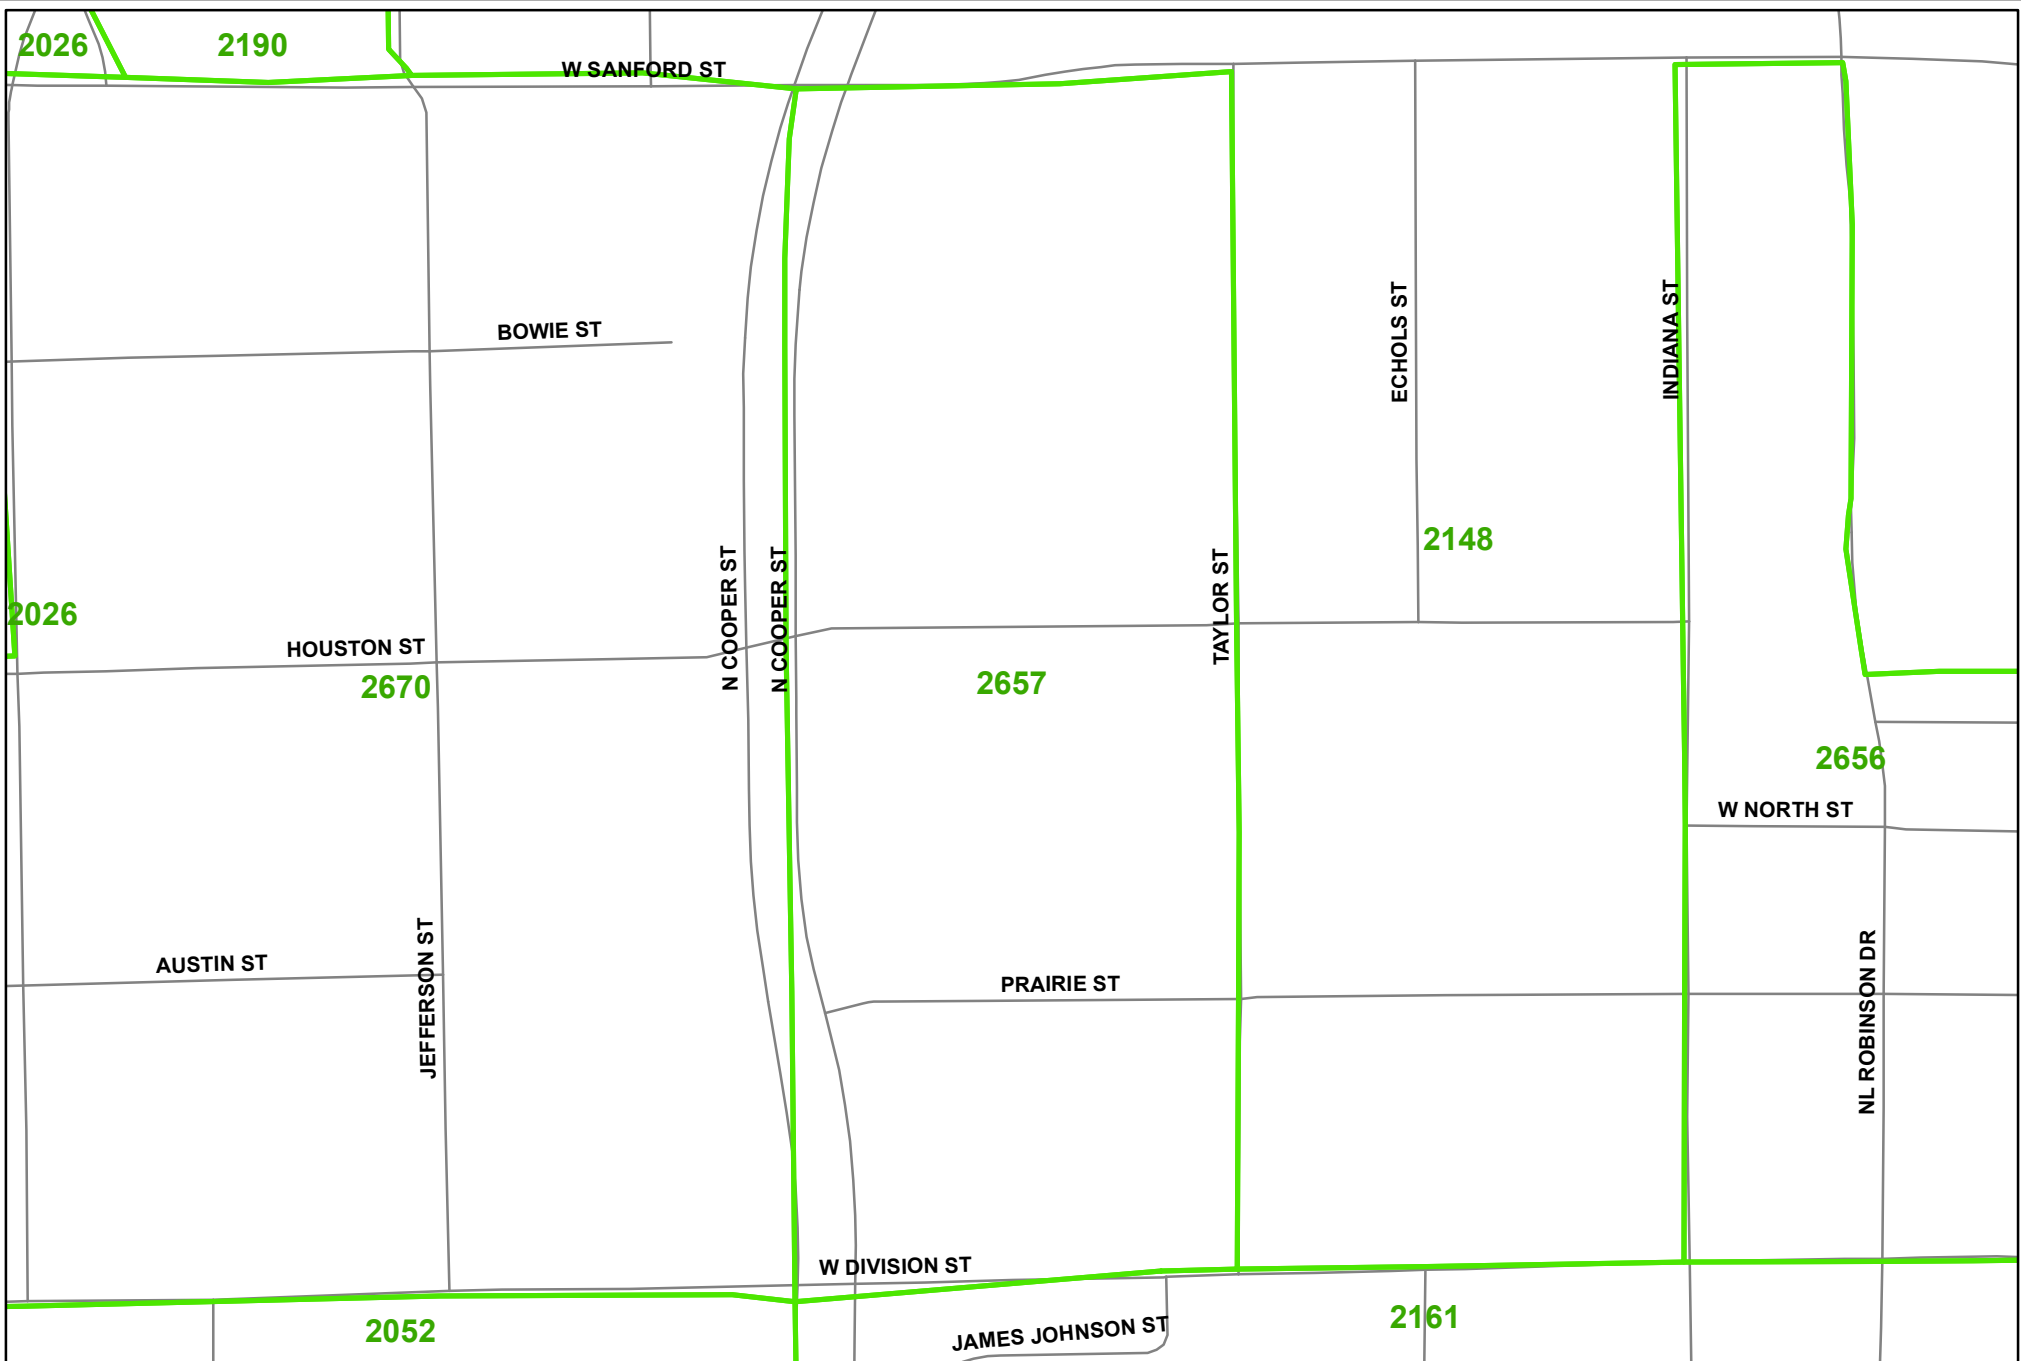 2026
2190
W SANFORD ST
BOWIE ST
ECHOLS ST
INDIANA ST
2148
2026
HOUSTON ST
2670
N COOPER ST
N COOPER ST
2657
TAYLOR ST
2656
W NORTH ST
AUSTIN ST
JEFFERSON ST
PRAIRIE ST
NL ROBINSON DR
W DIVISION ST
2052
JAMES JOHNSON ST
2161